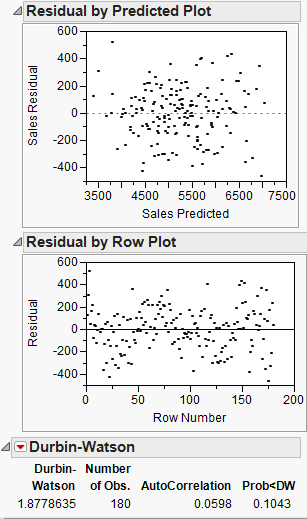 Residual by Predicted Plot
600
400
200
0
-200
-400
Sales Residual
3500 4500 5500 6500 7500
Sales Predicted
Residual by Row Plot
600
400
200
0
-200
-400
Residual
0 50 100 150 200
Row Number
Durbin-Watson
Durbin-Watson Number of Obs. AutoCorrelation Prob<DW
1.8778635 180 0.0598 0.1043